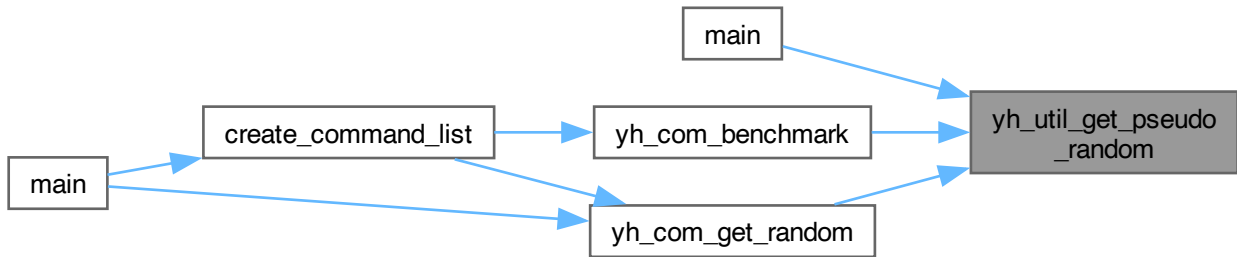 main
create_command_list
yh_com_benchmark
yh_util_get_pseudo
_random
main
yh_com_get_random